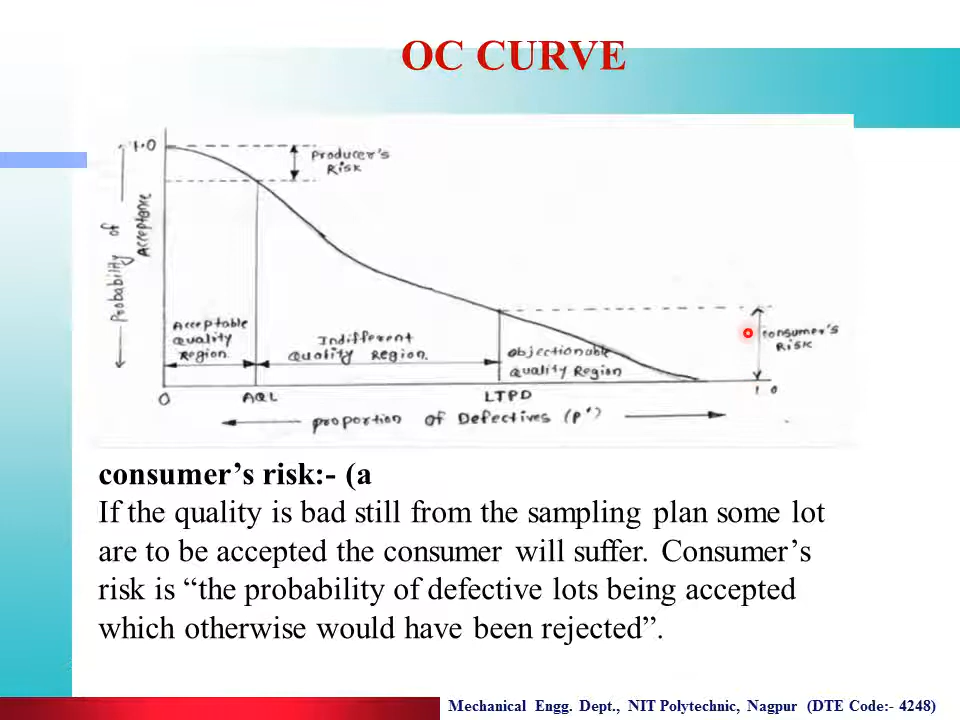 OC CURVE
1.0
Producer's
Risk
Probability of
Acceptance
Acceptable
Quality
Region
Indifferent
Quality Region.
Objectionable
Quality Region
consumer's
RISK
0
AQL
LTPD
1.0
proportion of Defectives (p')
consumer’s risk:- (a
If the quality is bad still from the sampling plan some lot
are to be accepted the consumer will suffer. Consumer’s
risk is “the probability of defective lots being accepted
which otherwise would have been rejected”.
Mechanical Engg. Dept., NIT Polytechnic, Nagpur (DTE Code:- 4248)